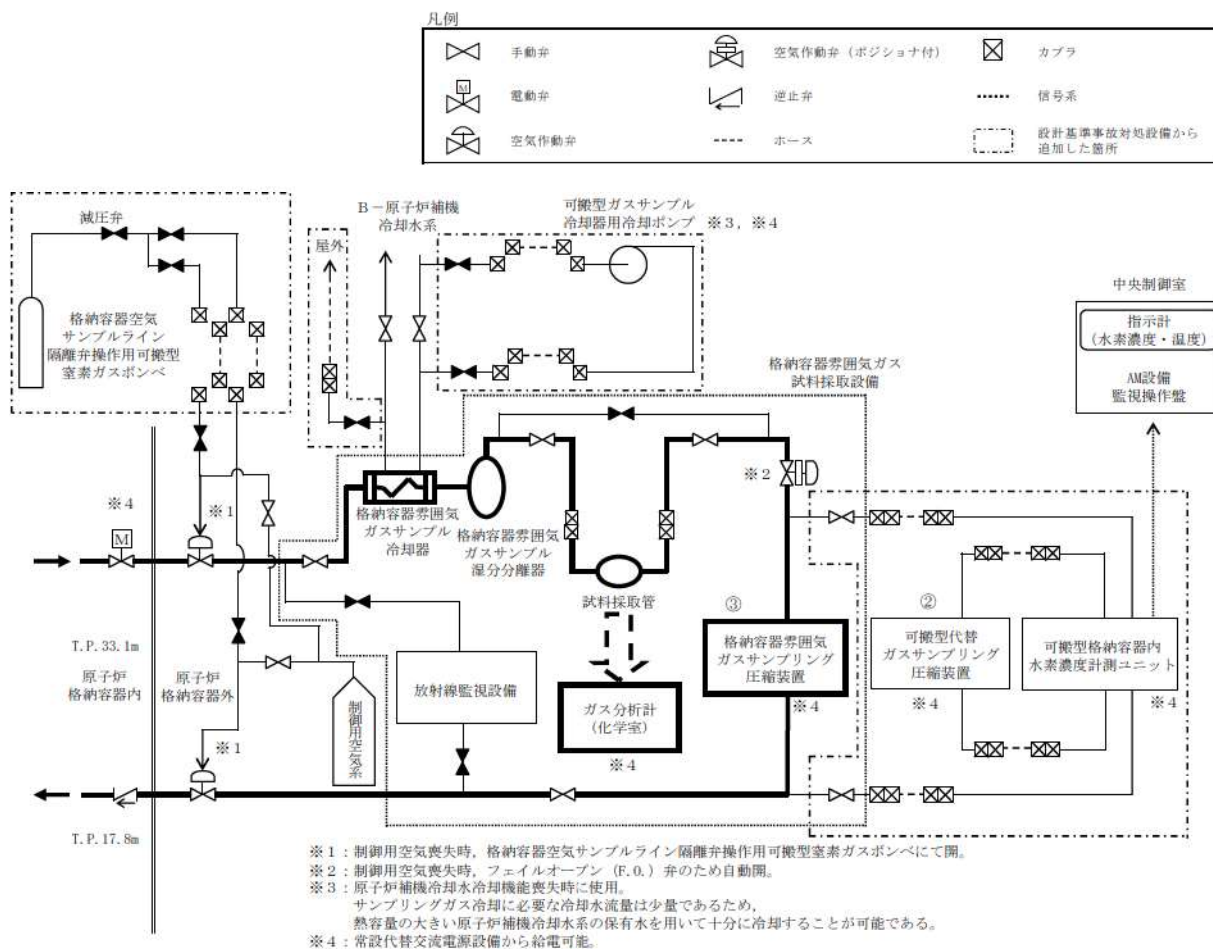 凡例
手動弁
空気作動弁(ポジショナ付)
カプラ
M
電動弁
逆止弁
信号系
空気作動弁
ホース
設計基準事故対処設備から
追加した箇所
減圧弁
格納容器空気
サンプルライン
隔離弁操作用可搬型
窒素ガスボンベ
屋外
B-原子炉補機
冷却水系
可搬型ガスサンプル
冷却器用冷却ポンプ
※3,※4
中央制御室
指示計
(水素濃度・温度)
AM設備
監視操作盤
格納容器雰囲気ガス
試料採取設備
※4
M
※1
格納容器雰囲気
ガスサンプル
冷却器
格納容器雰囲気
ガスサンプル
湿分分離器
※2
試料採取管
③
格納容器雰囲気
ガスサンプリング
圧縮装置
※4
②
可搬型代替
ガスサンプリング
圧縮装置
※4
可搬型格納容器内
水素濃度計測ユニット
※4
T.P.33.1m
原子炉
格納容器内
原子炉
格納容器外
放射線監視設備
ガス分析計
(化学室)
※4
制御用空気系
※1
T.P.17.8m
※1:制御用空気喪失時,格納容器空気サンプルライン隔離弁操作用可搬型窒素ガスボンベにて開。
※2:制御用空気喪失時,フェイルオープン(F.O.)弁のため自動開。
※3:原子炉補機冷却水冷却機能喪失時に使用。
サンプリングガス冷却に必要な冷却水流量は少量であるため,
熱容量の大きい原子炉補機冷却水系の保有水を用いて十分に冷却することが可能である。
※4:常設代替交流電源設備から給電可能。